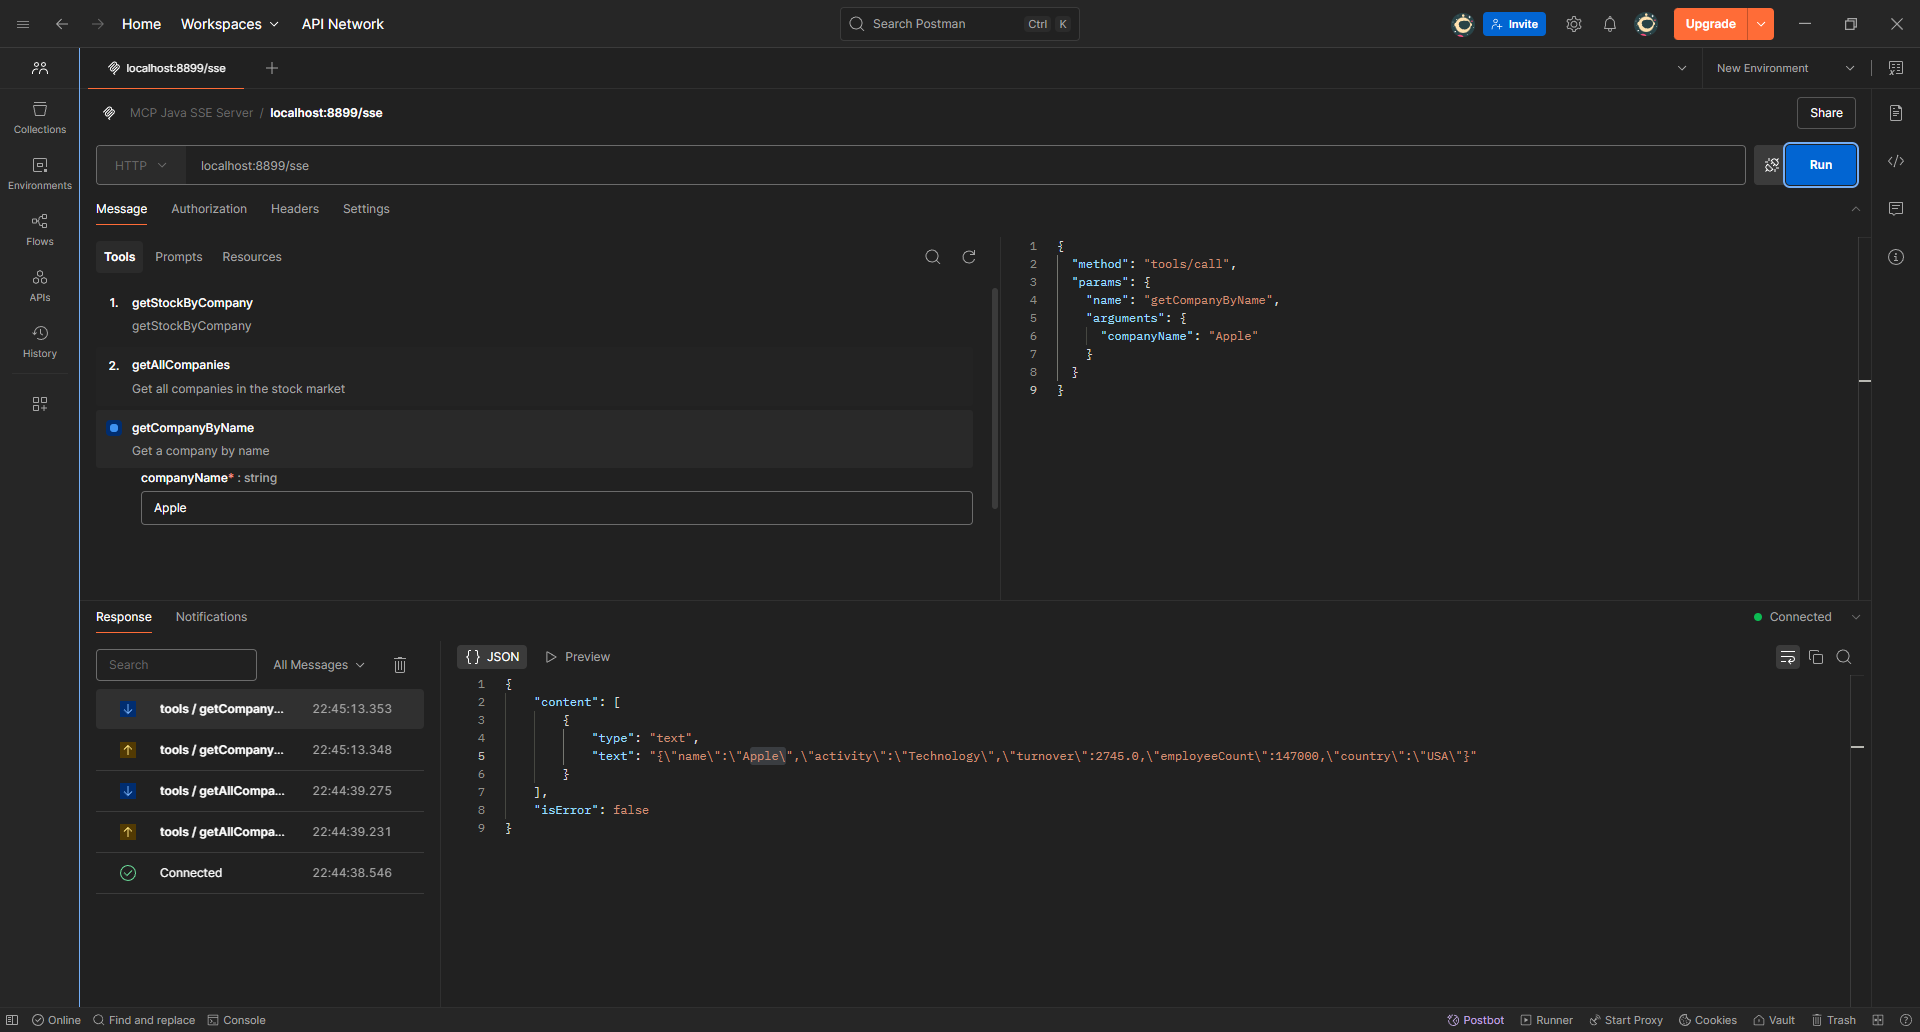 Home Workspaces API Network Search Postman Ctrl K Invite Upgrade
localhost:8899/sse New Environment
MCP Java SSE Server / localhost:8899/sse Share
HTTP localhost:8899/sse Run
Collections
Environments
Flows
APIs
History
Message Authorization Headers Settings
Tools Prompts Resources
1. getStockByCompany
getStockByCompany
2. getAllCompanies
Get all companies in the stock market
getCompanyByName
Get a company by name
companyName* : string
Apple
1 {
2 "method": "tools/call",
3 "params": {
4 "name": "getCompanyByName",
5 "arguments": {
6 "companyName": "Apple"
7 }
8 }
9 }
Response Notifications Connected
Search All Messages
tools / getCompany... 22:45:13.353
tools / getCompany... 22:45:13.348
tools / getAllCompa... 22:44:39.275
tools / getAllCompa... 22:44:39.231
Connected 22:44:38.546
{} JSON Preview
1 {
2 "content": [
3 {
4 "type": "text",
5 "text": "{\"name\":\"Apple\",\"activity\":\"Technology\",\"turnover\":2745.0,\"employeeCount\":147000,\"country\":\"USA\"}"
6 }
7 ],
8 "isError": false
9 }
Online Find and replace Console Postbot Runner Start Proxy Cookies Vault Trash